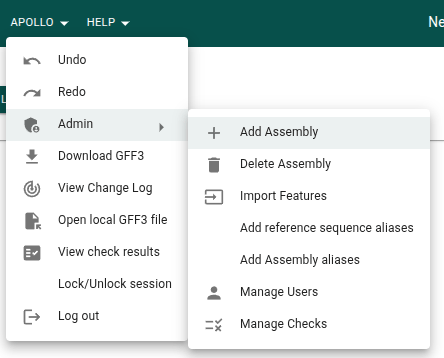 APOLLO HELP Ne
Undo
Redo
Admin
Download GFF3
View Change Log
Open local GFF3 file
View check results
Lock/Unlock session
Log out
Add Assembly
Delete Assembly
Import Features
Add reference sequence aliases
Add Assembly aliases
Manage Users
Manage Checks